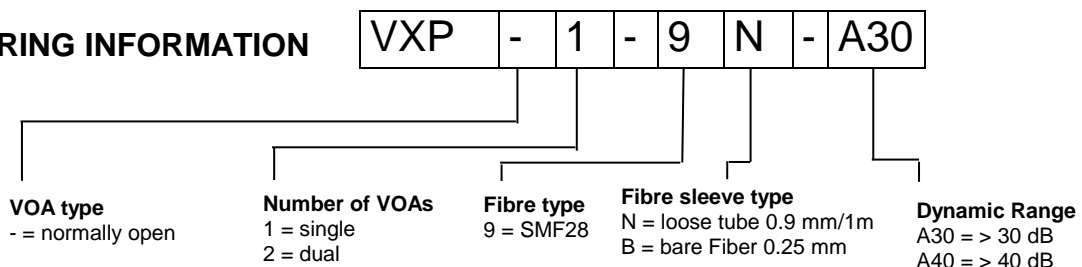 RING INFORMATION
VXP - 1 - 9 N - A30
VOA type
- = normally open
Number of VOAs
1 = single
2 = dual
Fibre type
9 = SMF28
Fibre sleeve type
N = loose tube 0.9 mm/1m
B = bare Fiber 0.25 mm
Dynamic Range
A30 = > 30 dB
A40 = > 40 dB